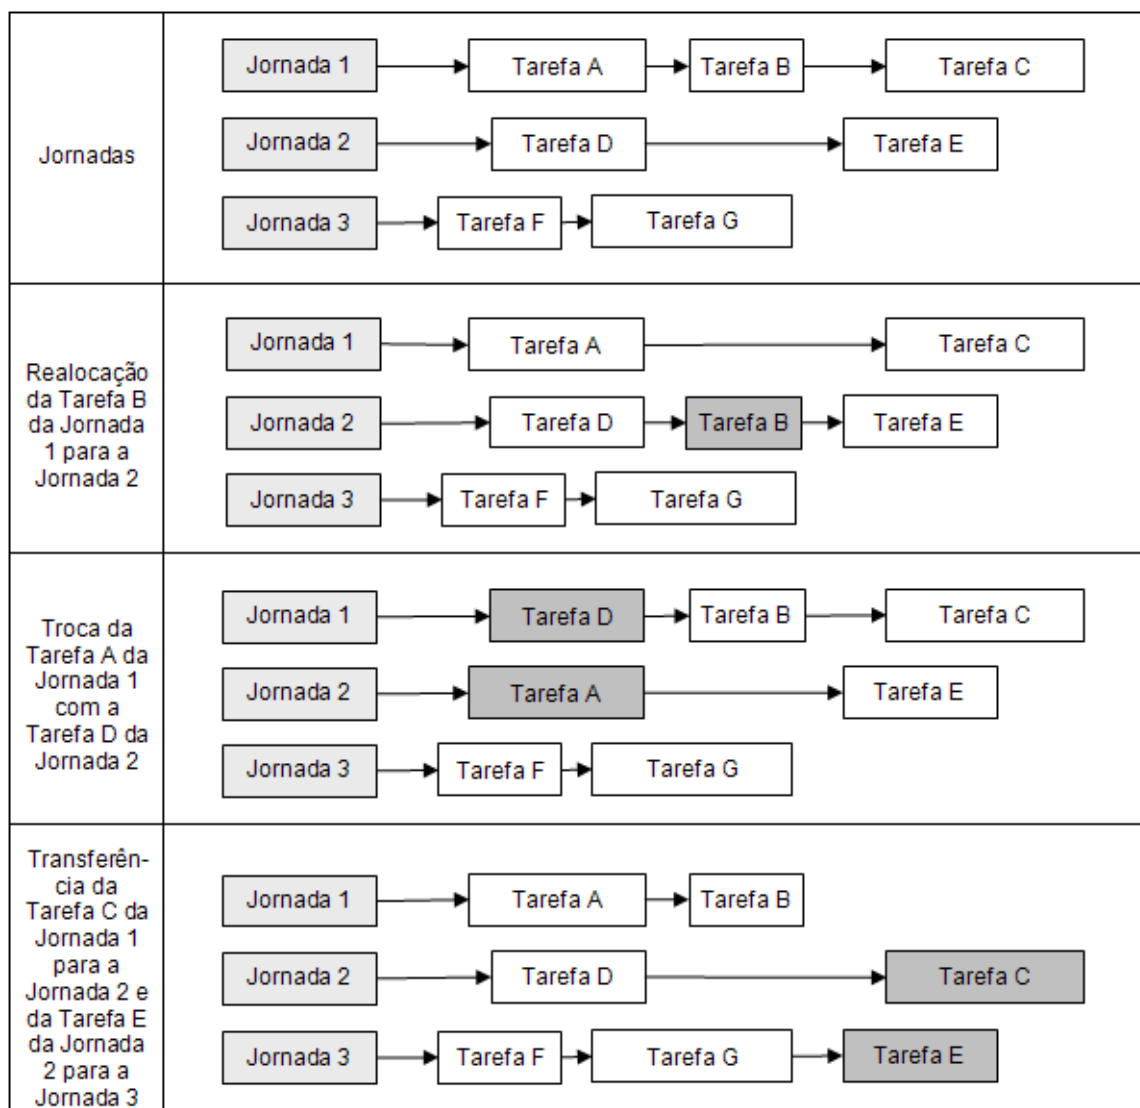 Jornadas
Jornada 1
Tarefa A
Tarefa B
Tarefa C
Jornada 2
Tarefa D
Tarefa E
Jornada 3
Tarefa F
Tarefa G
Realocação
da Tarefa B
da Jornada
1 para a
Jornada 2
Jornada 1
Tarefa A
Tarefa C
Jornada 2
Tarefa D
Tarefa B
Tarefa E
Jornada 3
Tarefa F
Tarefa G
Troca da
Tarefa A da
Jornada 1
com a
Tarefa D da
Jornada 2
Jornada 1
Tarefa D
Tarefa B
Tarefa C
Jornada 2
Tarefa A
Tarefa E
Jornada 3
Tarefa F
Tarefa G
Transferên-
cia da
Tarefa C da
Jornada 1
para a
Jornada 2 e
da Tarefa E
da Jornada
2 para a
Jornada 3
Jornada 1
Tarefa A
Tarefa B
Jornada 2
Tarefa D
Tarefa C
Jornada 3
Tarefa F
Tarefa G
Tarefa E